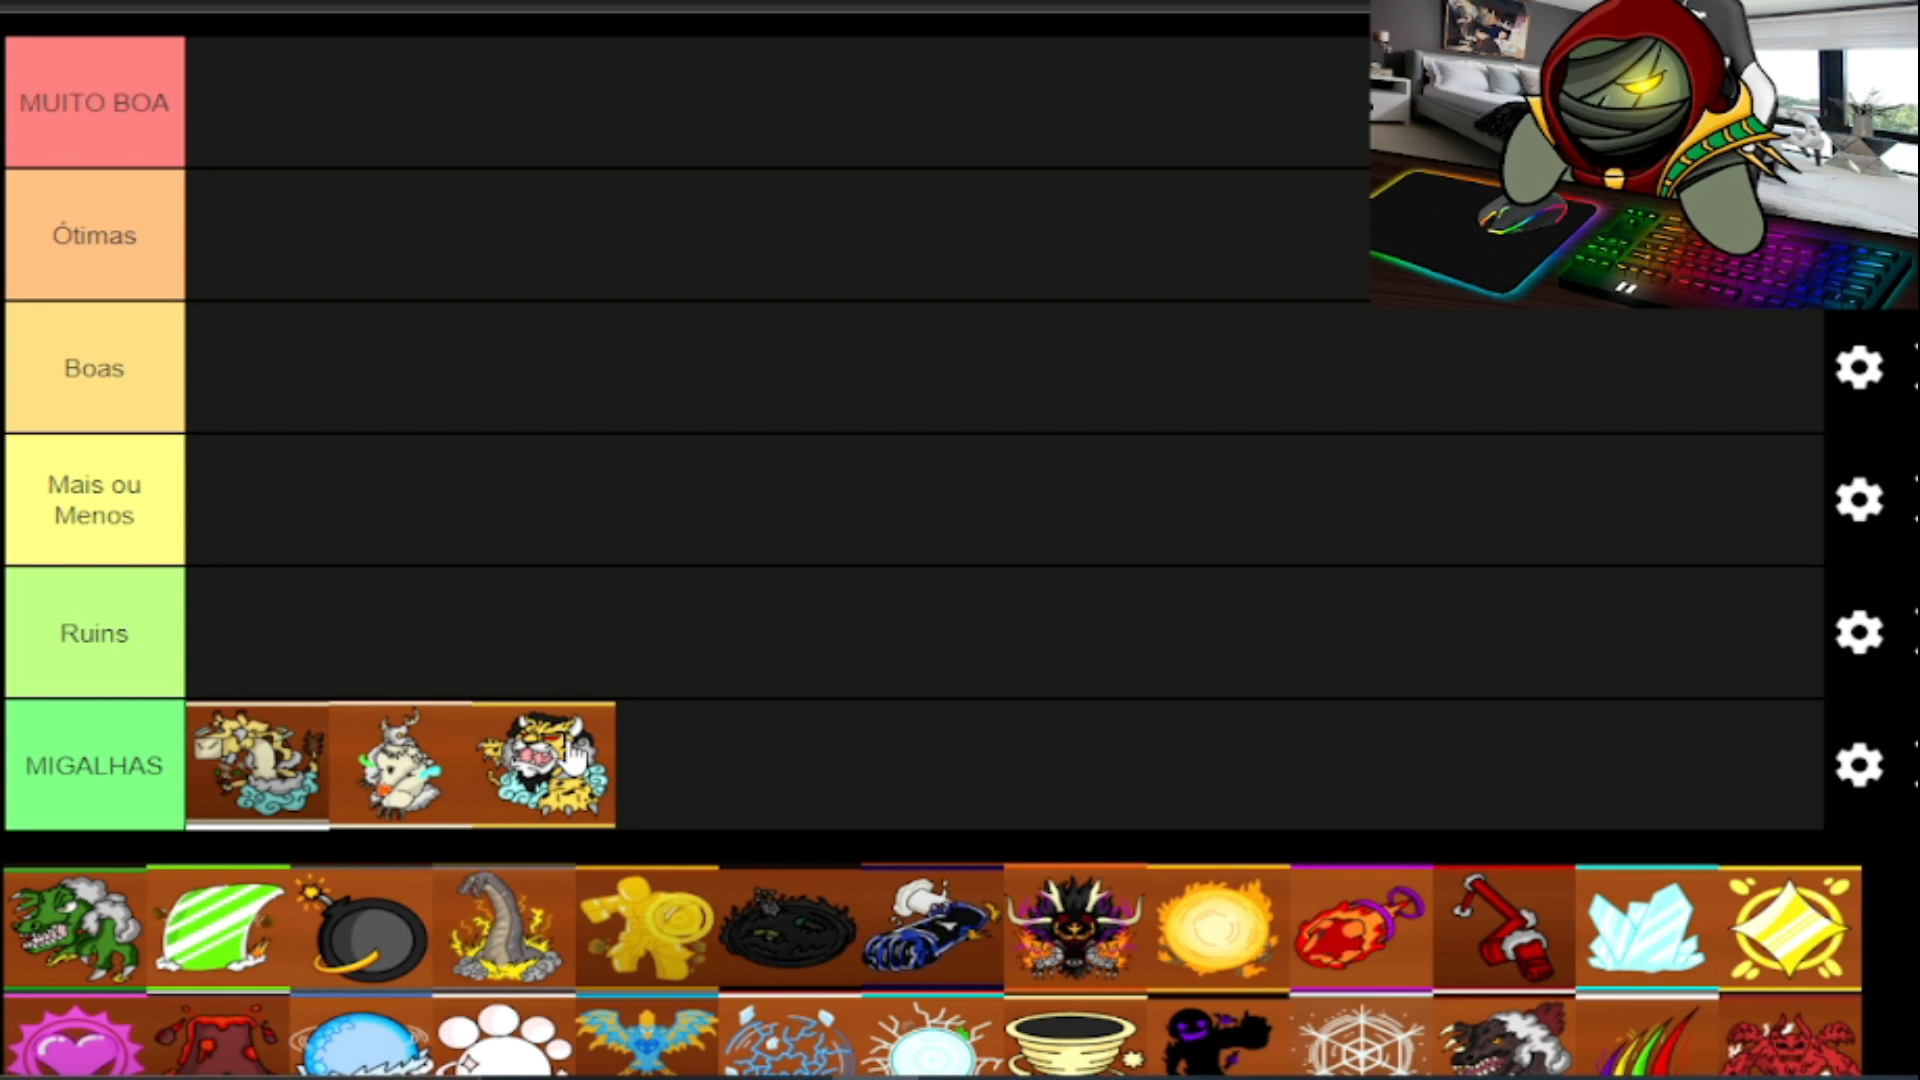 MUITO BOA
Ótimas
Boas
Mais ou
Menos
Ruins
MIGALHAS